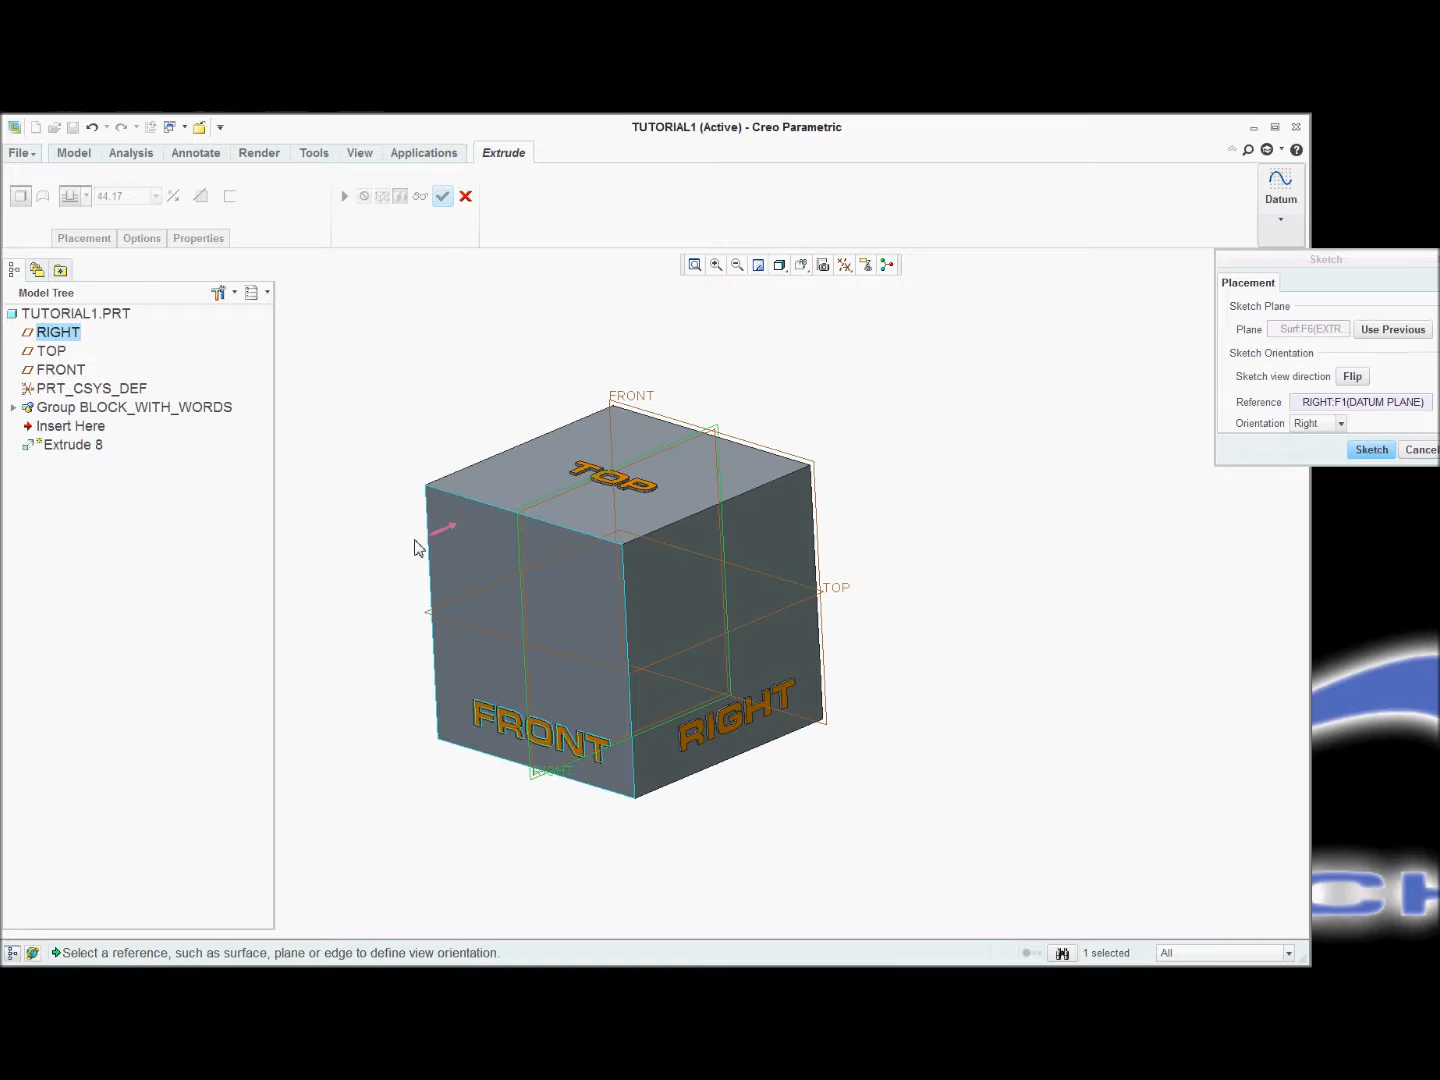 TUTORIAL1 (Active) - Creo Parametric
File
Model
Analysis
Annotate
Render
Tools
View
Applications
Extrude
44.17
Datum
Placement
Options
Properties
Sketch
Placement
Sketch Plane
Plane
Surf:F6(EXTR
Use Previous
Sketch Orientation
Sketch view direction
Flip
Reference
RIGHT:F1(DATUM PLANE)
Orientation
Right
Sketch
Cancel
Model Tree
TUTORIAL1.PRT
RIGHT
TOP
FRONT
PRT_CSYS_DEF
Group BLOCK_WITH_WORDS
Insert Here
Extrude 8
FRONT
TOP
TOP
FRONT
RIGHT
RIGHT
CH
Select a reference, such as surface, plane or edge to define view orientation.
1 selected
All